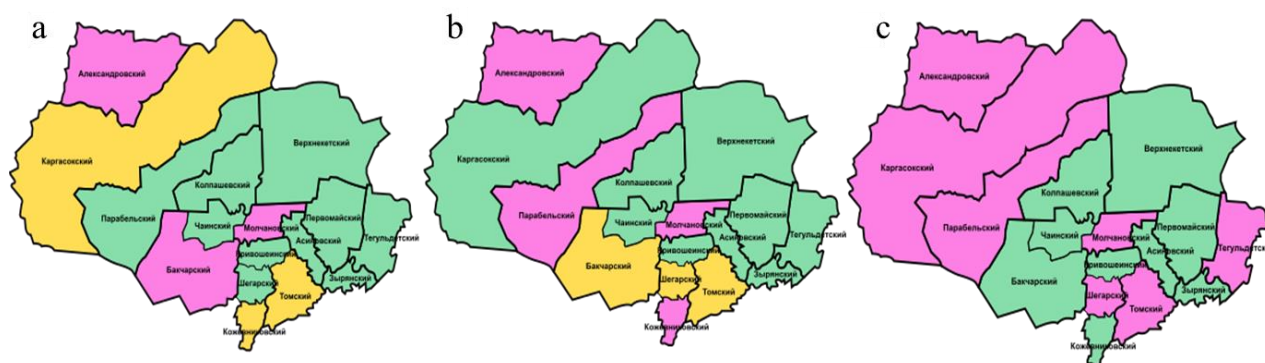 a
Александровский
Каргасокский
Верхнекетский
Колпашевский
Парабельский
Чаинский
Молчановский
Первомайский
Асиновский
Тегульдетский
Кривошеинский
Бакчарский
Шегарский
Зырянский
Томский
Кожевниковский
b
Александровский
Каргасокский
Верхнекетский
Колпашевский
Парабельский
Чаинский
Молчановский
Первомайский
Асиновский
Тегульдетский
Кривошеинский
Бакчарский
Шегарский
Зырянский
Томский
Кожевниковский
c
Александровский
Каргасокский
Верхнекетский
Колпашевский
Парабельский
Чаинский
Молчановский
Первомайский
Асиновский
Тегульдетский
Кривошеинский
Бакчарский
Шегарский
Зырянский
Томский
Кожевниковский